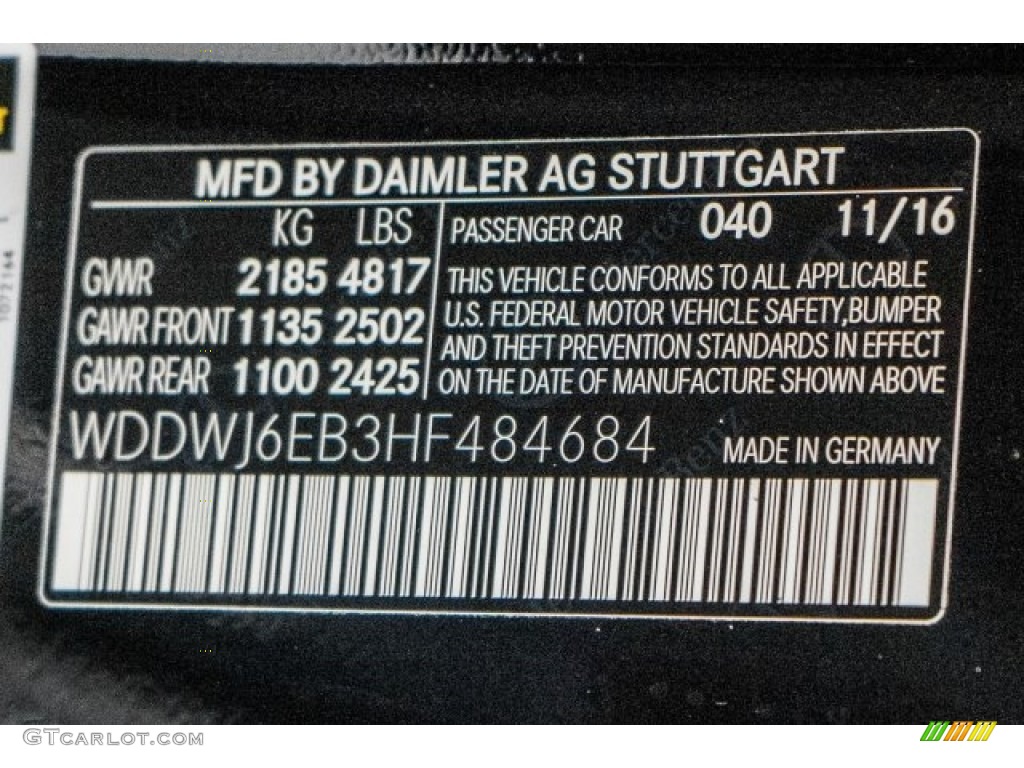 MFD BY DAIMLER AG STUTTGART
KG LBS
GVWR 2185 4817
GAWR FRONT 1135 2502
GAWR REAR 1100 2425
PASSENGER CAR 040 11/16
THIS VEHICLE CONFORMS TO ALL APPLICABLE
U.S. FEDERAL MOTOR VEHICLE SAFETY,BUMPER
AND THEFT PREVENTION STANDARDS IN EFFECT
ON THE DATE OF MANUFACTURE SHOWN ABOVE
WDDWJ6EB3HF484684 MADE IN GERMANY
GTCARLOT.COM